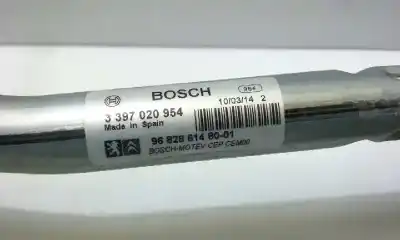 BOSCH
954
3 397 020 954
10/03/14 2
Made in Spain
96 828 614 80-01
BOSCH-MOTEV CBP CEM00